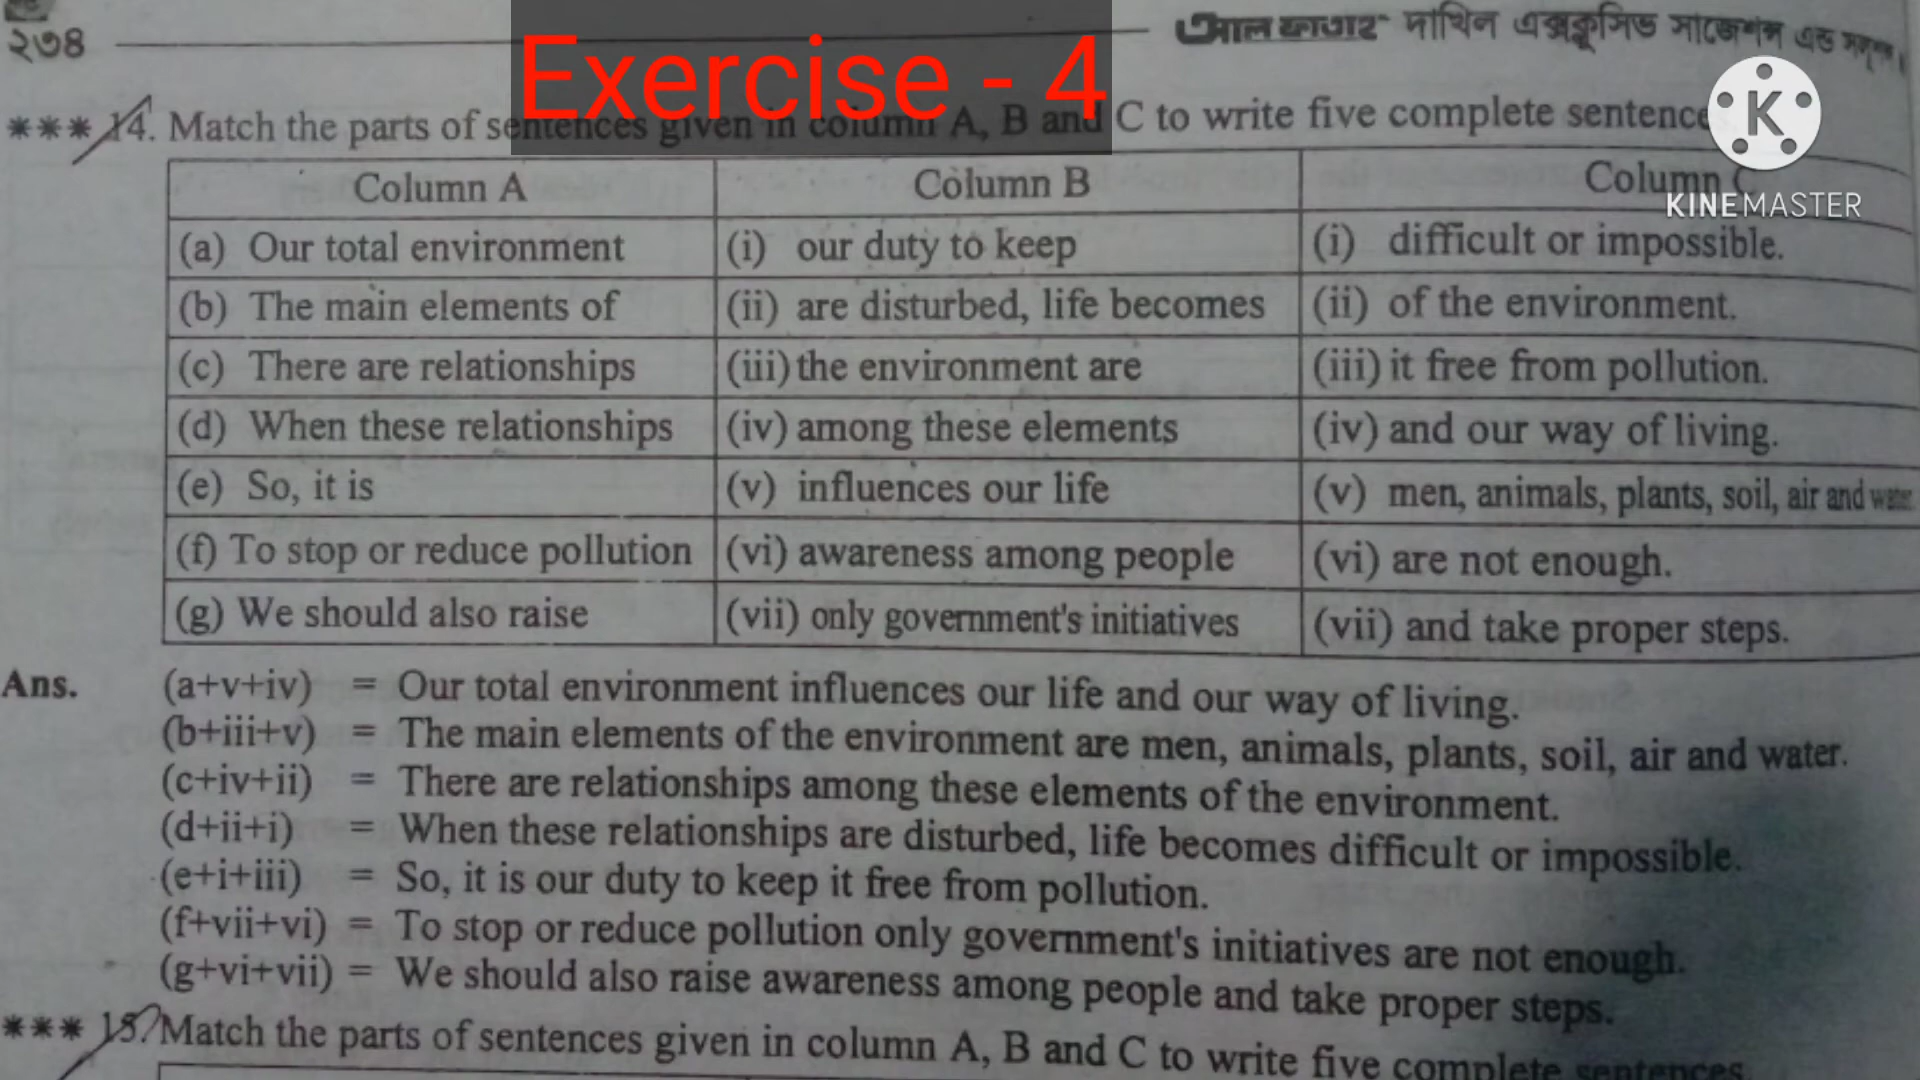 ২৩৪
Exercise - 4
*** 14. Match the parts of sentences given in column A, B and C to write five complete
K
KINEMASTER
Column A Column B Column C
(a) Our total environment (i) our duty to keep (i) difficult or impossible.
(b) The main elements of (ii) are disturbed, life becomes (ii) of the environment.
(c) There are relationships (iii) the environment are (iii) it free from pollution.
(d) When these relationships (iv) among these elements (iv) and our way of living.
(e) So, it is (v) influences our life (v) men, animals, plants, soil, air and water
(f) To stop or reduce pollution (vi) awareness among people (vi) are not enough.
(g) We should also raise (vii) only government's initiatives (vii) and take proper steps.
Ans. (a+v+iv) = Our total environment influences our life and our way of living.
(b+iii+v) = The main elements of the environment are men, animals, plants, soil, air and water.
(c+iv+ii) = There are relationships among these elements of the environment.
(d+ii+i) = When these relationships are disturbed, life becomes difficult or impossible.
(e+i+iii) = So, it is our duty to keep it free from pollution.
(f+vii+vi) = To stop or reduce pollution only government's initiatives are not enough.
(g+vi+vii) = We should also raise awareness among people and take proper steps.
*** 15. Match the parts of sentences given in column A, B and C to write five complete sentences